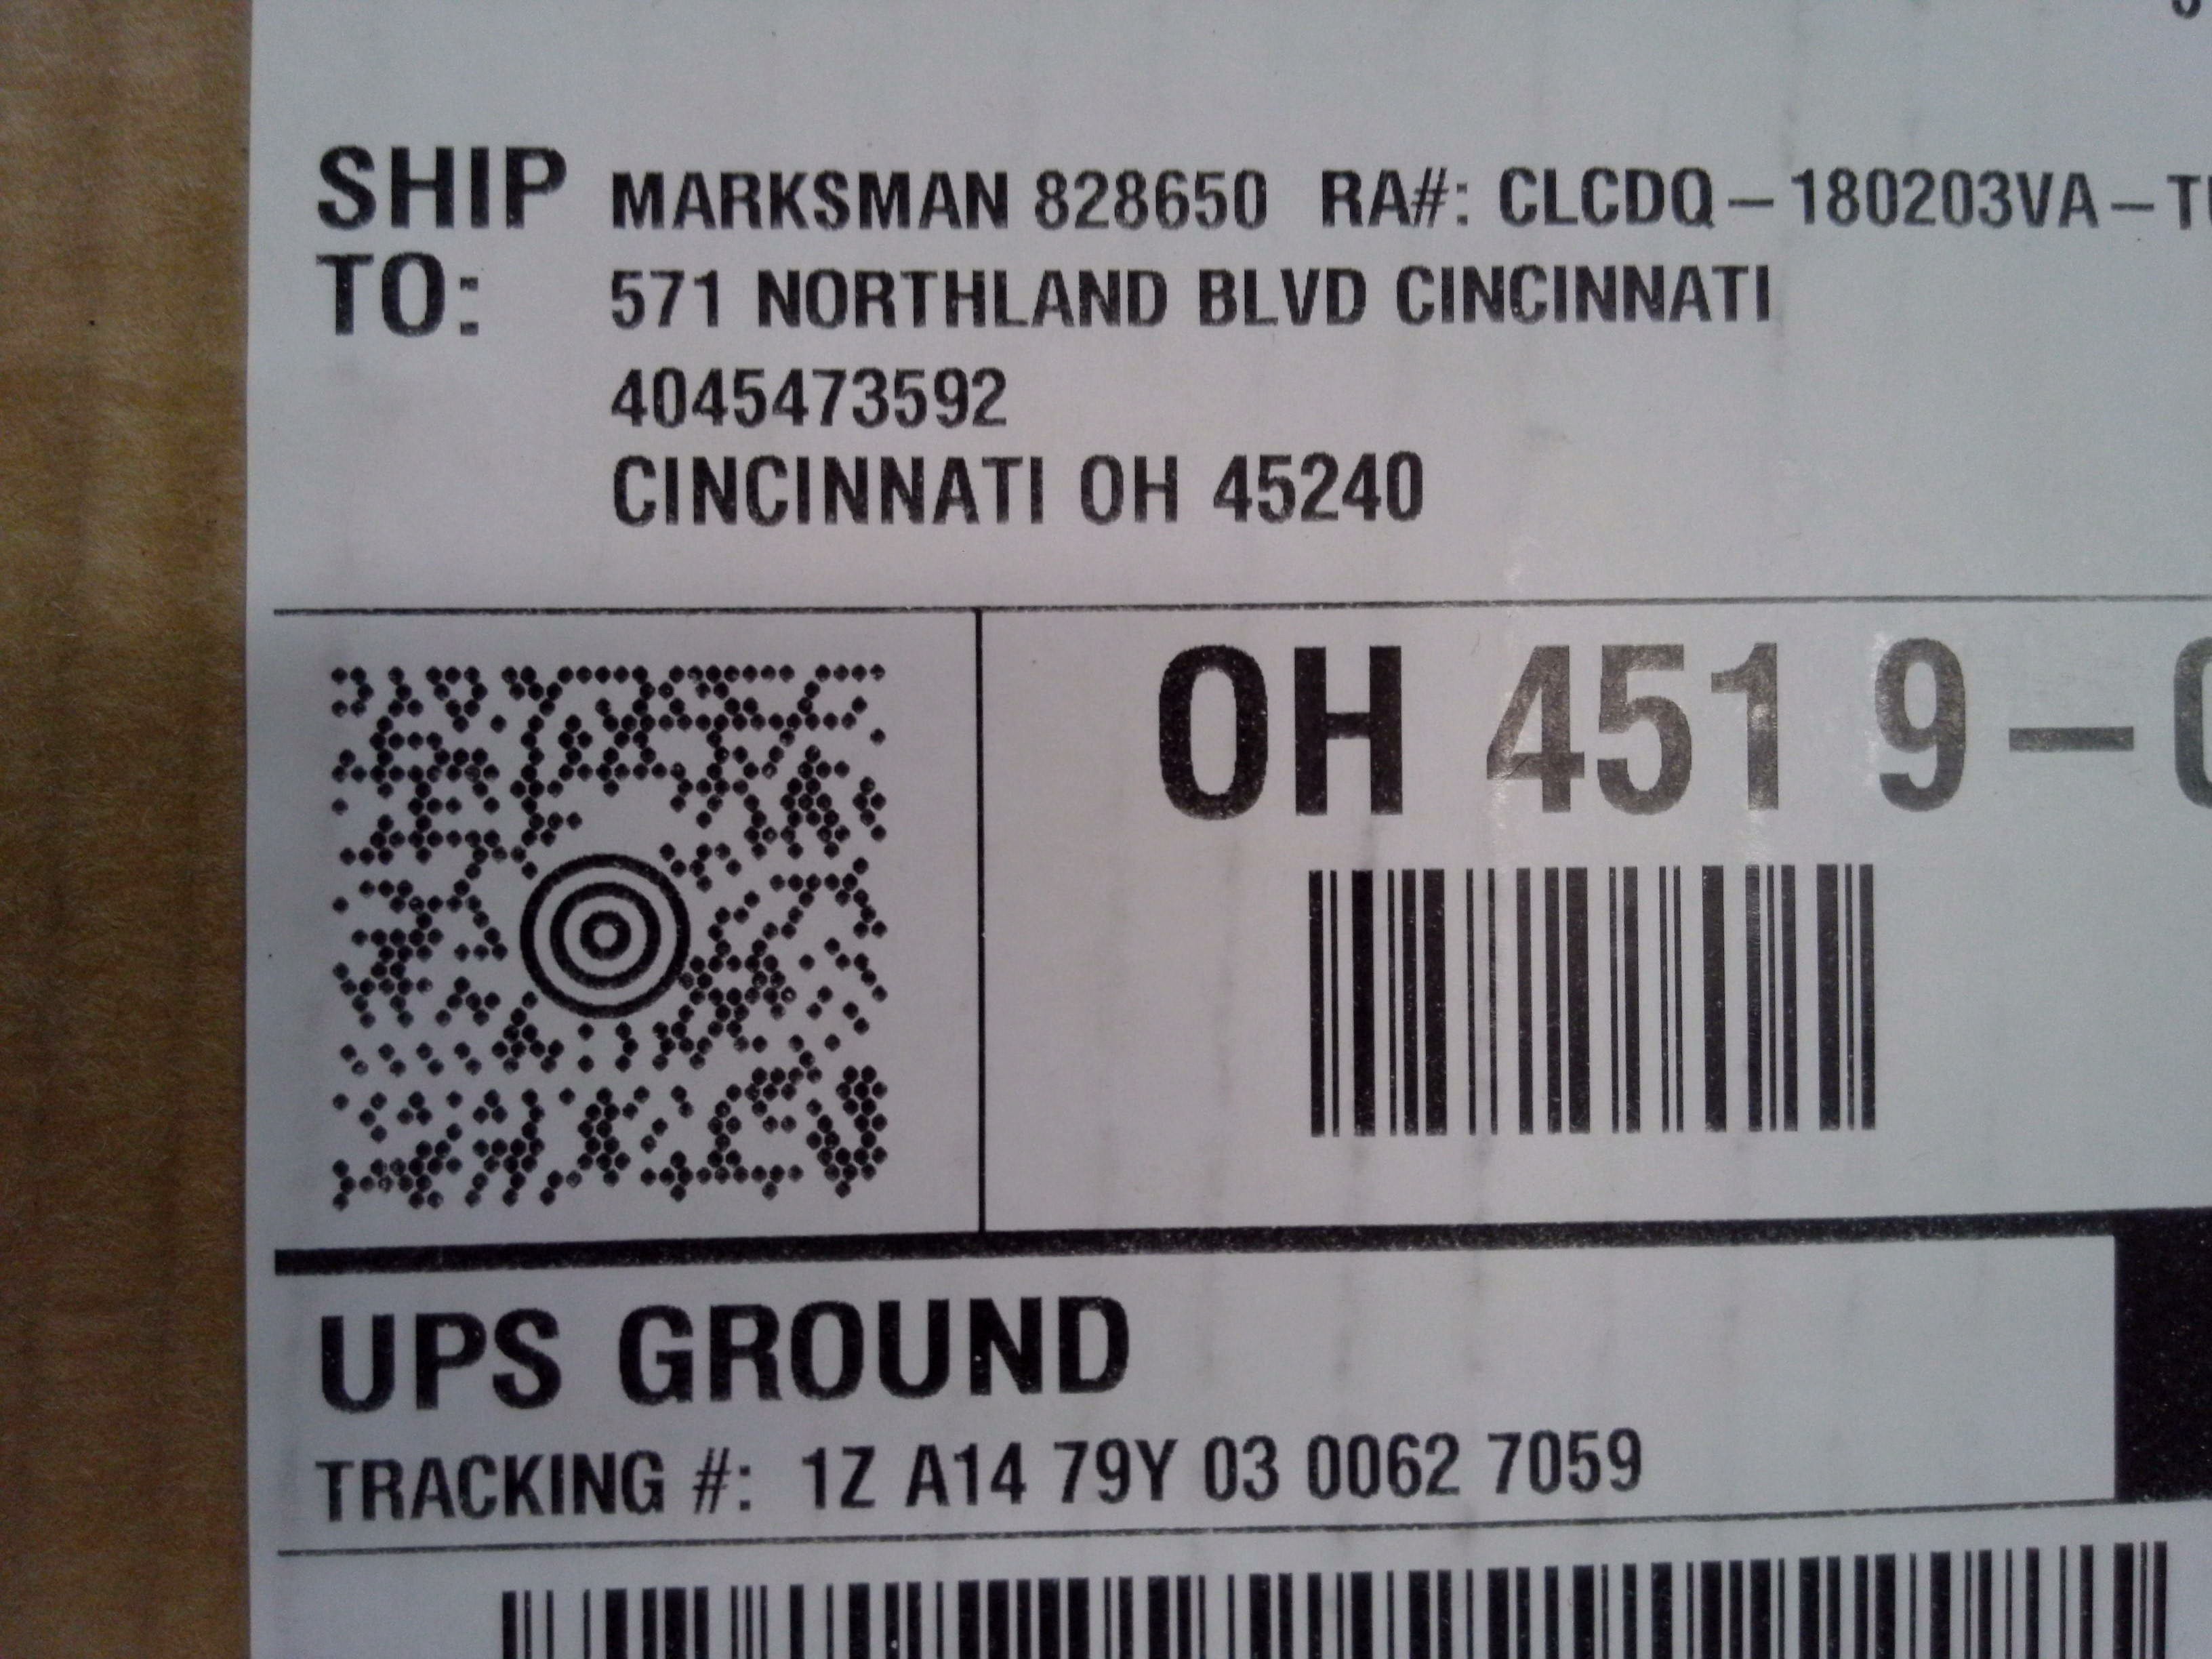 SHIP TO: MARKSMAN 828650 RA#: CLCDQ-180203VA-
571 NORTHLAND BLVD CINCINNATI
4045473592
CINCINNATI OH 45240
OH 451 9-
UPS GROUND
TRACKING #: 1Z A14 79Y 03 0062 7059